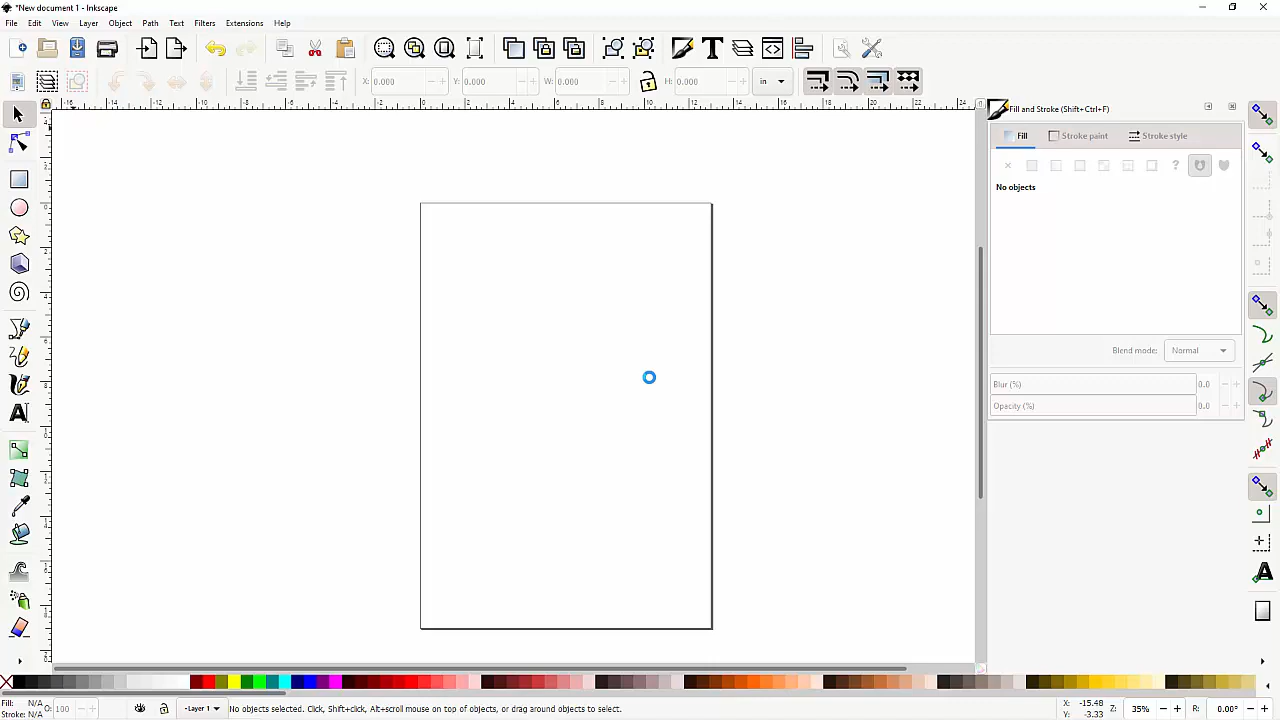 *New document 1 - Inkscape
File Edit View Layer Object Path Text Filters Extensions Help
X: 0.000 Y: 0.000 W: 0.000 H: 0.000 in
Fill and Stroke (Shift+Ctrl+F)
Fill Stroke paint Stroke style
No objects
Blend mode: Normal
Blur (%) 0.0
Opacity (%) 0.0
Fill: N/A
Stroke: N/A
O: 100
-Layer 1
No objects selected. Click, Shift+click, Alt+scroll mouse on top of objects, or drag around objects to select.
X: -15.48
Y: -3.33
Z: 35% R: 0.00°